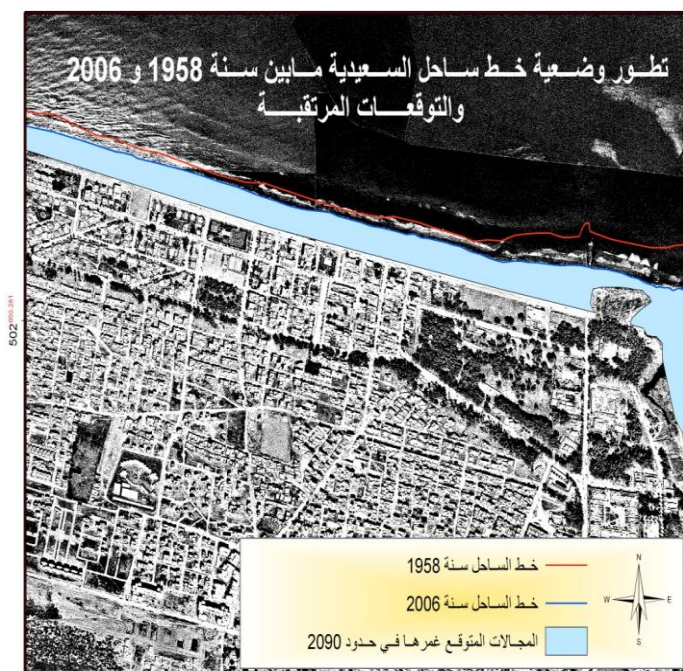 تطور وضعية خط ساحل السعيدية مابين سنة 1958 و 2006
والتوقعات المرتقبة
502
خط الساحل سنة 1958
خط الساحل سنة 2006
المجالات المتوقع غمرها في حدود 2090
N
W E
S